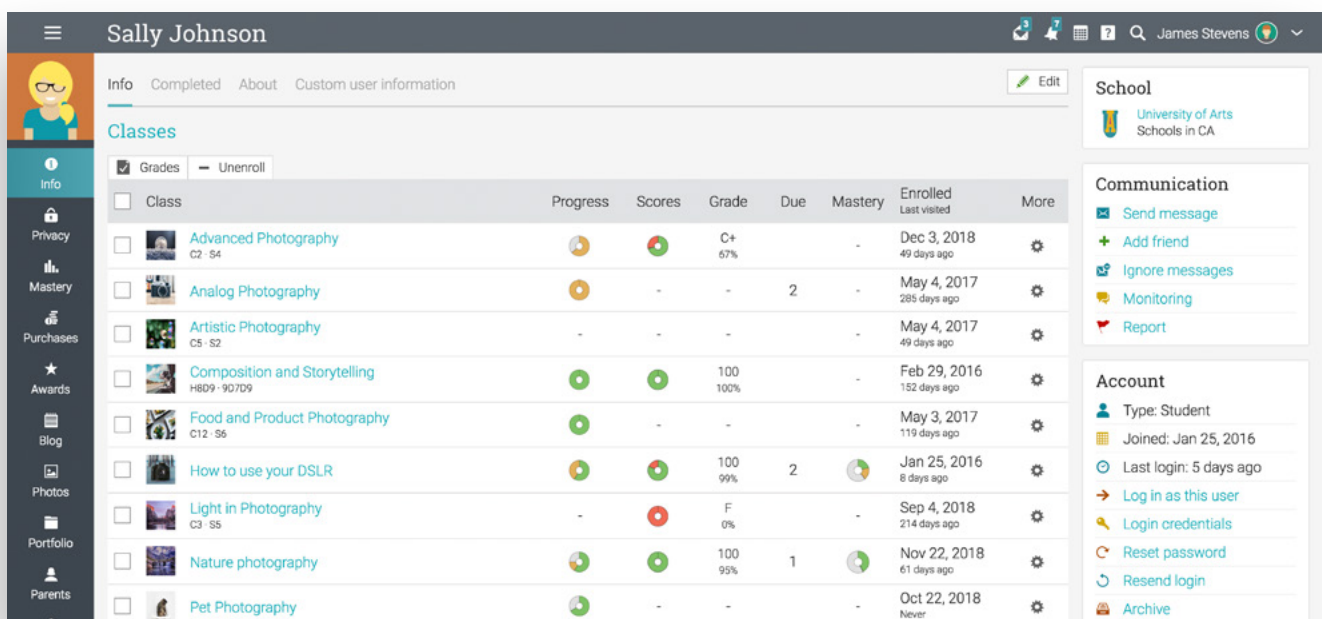 Sally Johnson
3
7
?
James Stevens
Info Completed About Custom user information
Edit
Classes
Grades
Unenroll
Class Progress Scores Grade Due Mastery Enrolled More
Last visited
Advanced Photography C+ - Dec 3, 2018
C2 · S4 67% 49 days ago
Analog Photography - - 2 - May 4, 2017
285 days ago
Artistic Photography - - - - May 4, 2017
C5 · S2 49 days ago
Composition and Storytelling 100 - Feb 29, 2016
H8D9 · 9D7D9 100% 152 days ago
Food and Product Photography - - - May 3, 2017
C12 · S6 119 days ago
How to use your DSLR 100 2 Jan 25, 2016
99% 8 days ago
Light in Photography - F - Sep 4, 2018
C3 · S5 0% 214 days ago
Nature photography 100 1 Nov 22, 2018
95% 61 days ago
Pet Photography - - - Oct 22, 2018
Never
Info
Privacy
Mastery
Purchases
Awards
Blog
Photos
Portfolio
Parents
School
University of Arts
Schools in CA
Communication
Send message
Add friend
Ignore messages
Monitoring
Report
Account
Type: Student
Joined: Jan 25, 2016
Last login: 5 days ago
Log in as this user
Login credentials
Reset password
Resend login
Archive